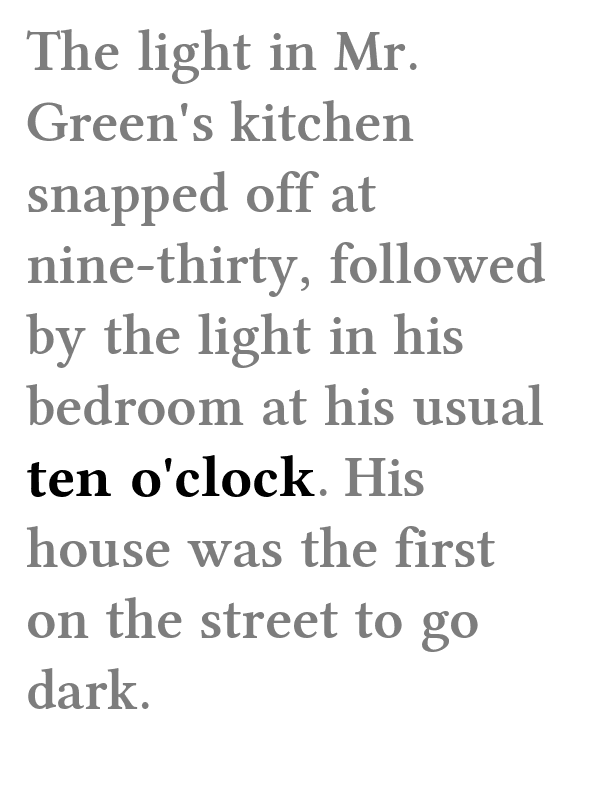 The light in Mr.
Green's kitchen
snapped off at
nine-thirty, followed
by the light in his
bedroom at his usual
ten o'clock. His
house was the first
on the street to go
dark.